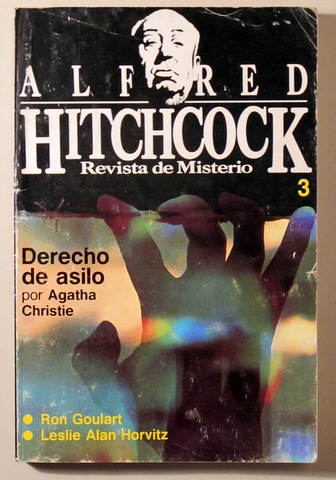 ALFRED
HITCHCOCK
Revista de Misterio
3
Derecho
de asilo
por Agatha
Christie
Ron Goulart
Leslie Alan Horvitz